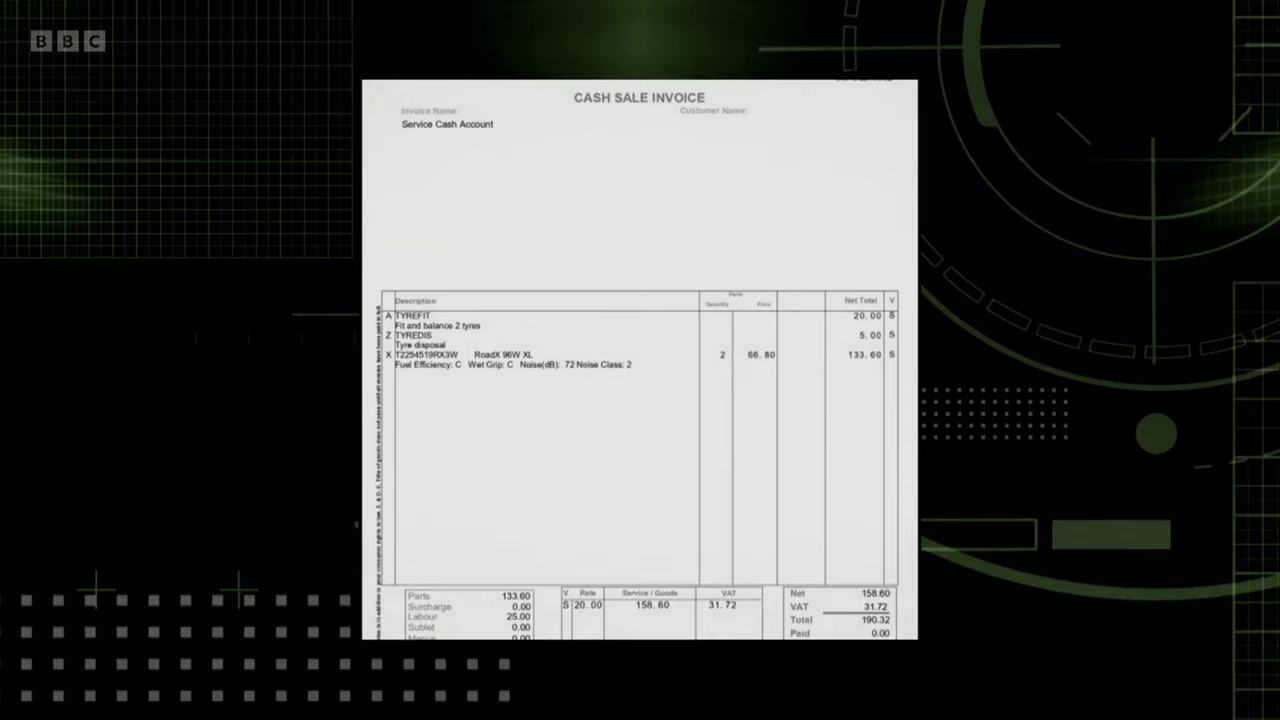 BBC
CASH SALE INVOICE
Invoice Name: Customer Name:
Service Cash Account
Description Parts Quantity Price Net Total V
A TYREFIT 20.00 S
Fit and balance 2 tyres
Z TYREDIS 5.00 S
Tyre disposal
X T2254519RX3W RoadX 96W XL 2 66.80 133.60 S
Fuel Efficiency: C Wet Grip: C Noise(dB): 72 Noise Class: 2
Parts 133.60 V Rate Service / Goods VAT Net 158.60
Surcharge 0.00 S 20.00 158.60 31.72 VAT 31.72
Labour 25.00 Total 190.32
Sublet 0.00 Paid 0.00
0.00